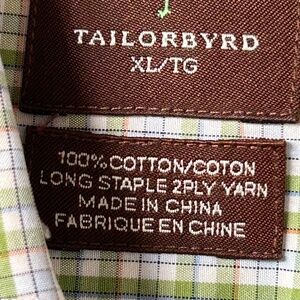 TAILORBYRD
XL/TG
100% COTTON/COTON
LONG STAPLE 2PLY YARN
MADE IN CHINA
FABRIQUE EN CHINE